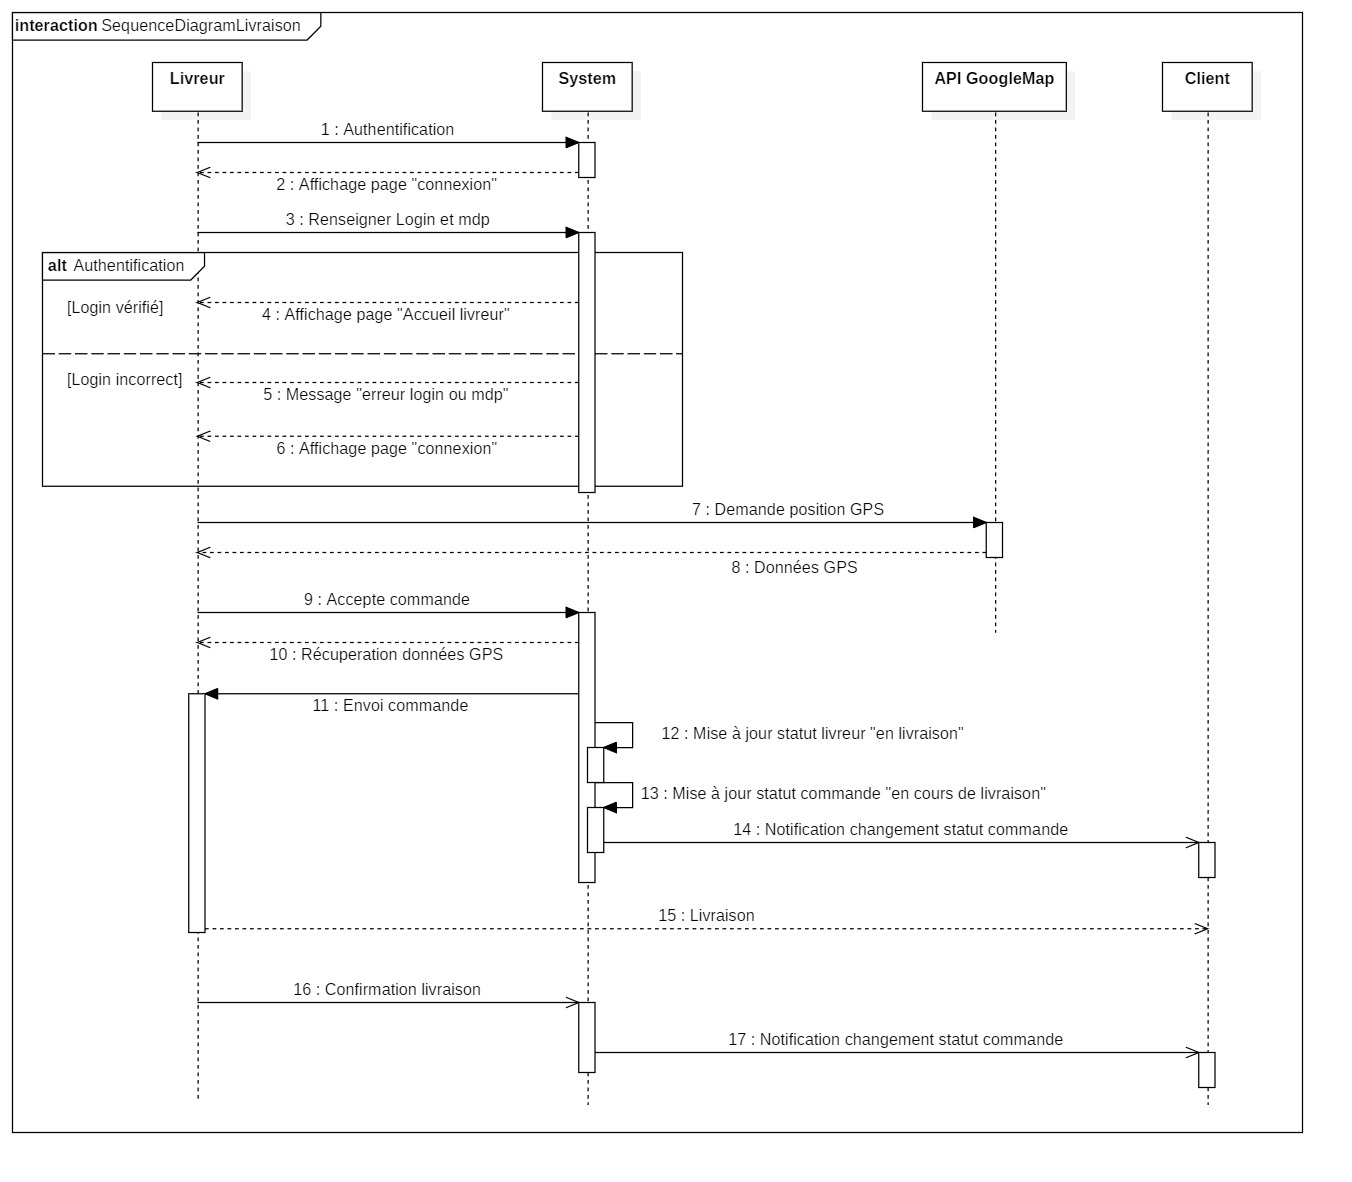 interaction SequenceDiagramLivraison
Livreur
System
API GoogleMap
Client
1 : Authentification
2 : Affichage page "connexion"
3 : Renseigner Login et mdp
alt Authentification
[Login vérifié]
4 : Affichage page "Accueil livreur"
[Login incorrect]
5 : Message "erreur login ou mdp"
6 : Affichage page "connexion"
7 : Demande position GPS
8 : Données GPS
9 : Accepte commande
10 : Récuperation données GPS
11 : Envoi commande
12 : Mise à jour statut livreur "en livraison"
13 : Mise à jour statut commande "en cours de livraison"
14 : Notification changement statut commande
15 : Livraison
16 : Confirmation livraison
17 : Notification changement statut commande